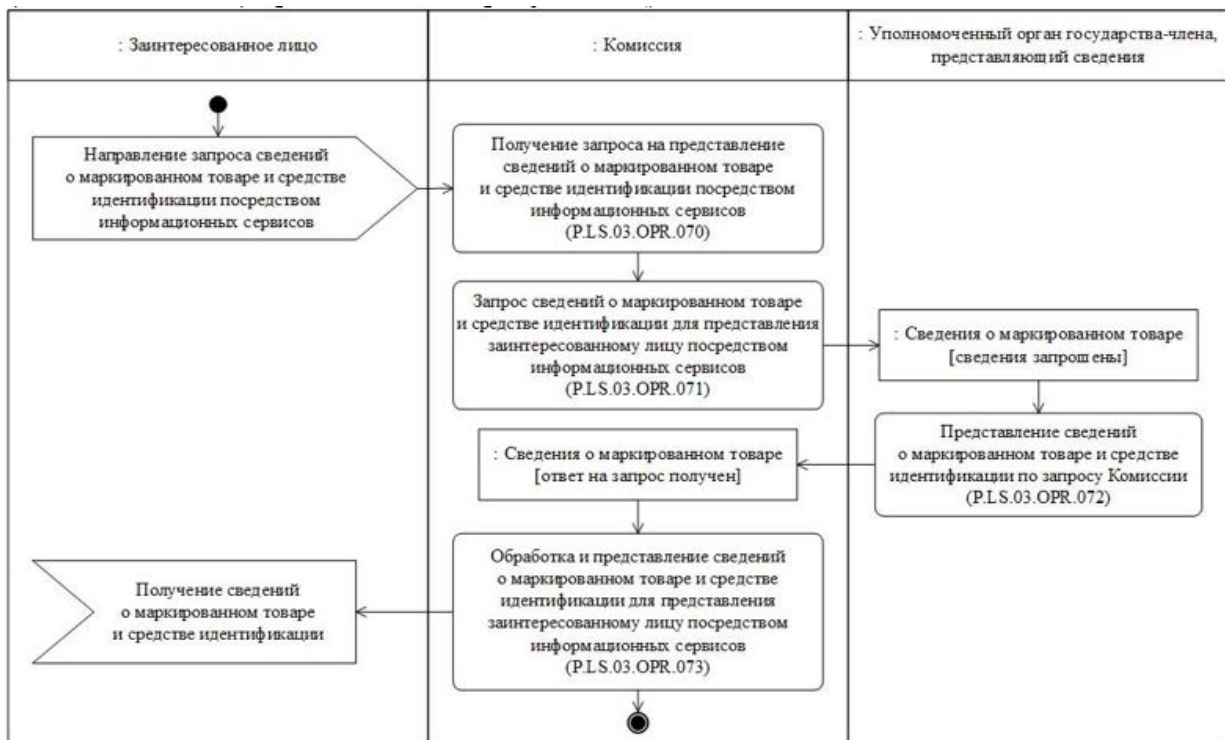 : Заинтересованное лицо
: Комиссия
: Уполномоченный орган государства-члена,
представляющий сведения
Направление запроса сведений
о маркированном товаре и средстве
идентификации посредством
информационных сервисов
Получение запроса на представление
сведений о маркированном товаре
и средстве идентификации посредством
информационных сервисов
(P.LS.03.OPR.070)
Запрос сведений о маркированном товаре
и средстве идентификации для представления
заинтересованному лицу посредством
информационных сервисов
(P.LS.03.OPR.071)
: Сведения о маркированном товаре
[сведения запрошены]
Представление сведений
о маркированном товаре и средстве
идентификации по запросу Комиссии
(P.LS.03.OPR.072)
: Сведения о маркированном товаре
[ответ на запрос получен]
Обработка и представление сведений
о маркированном товаре и средстве
идентификации для представления
заинтересованному лицу посредством
информационных сервисов
(P.LS.03.OPR.073)
Получение сведений
о маркированном товаре
и средстве идентификации